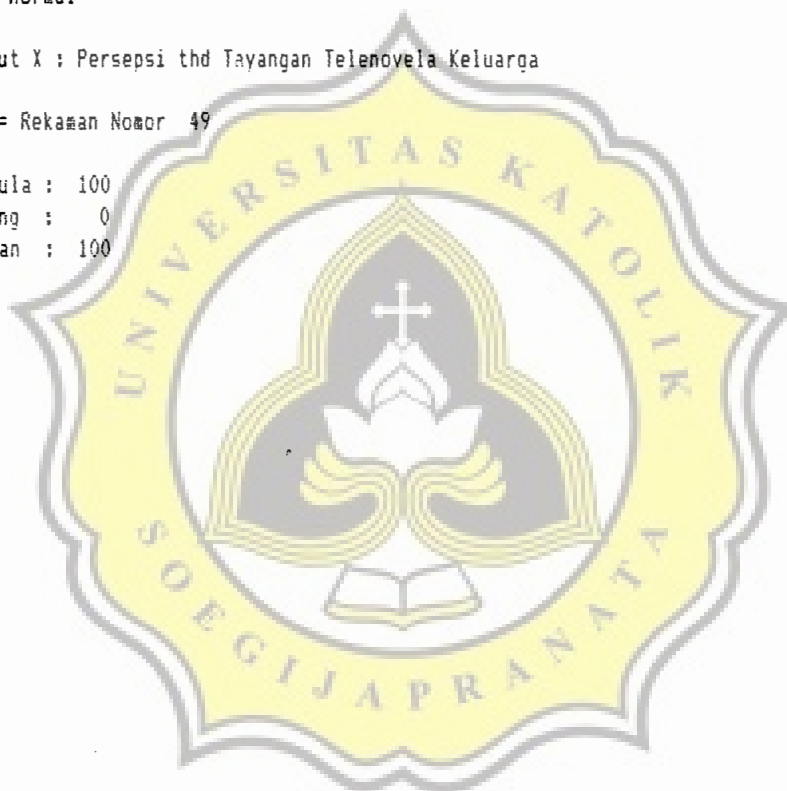 ut X : Persepsi thd Tayangan Telenovela Keluarga
= Rekaman Nomor 49
ula : 100
ng : 0
an : 100
UNIVERSITAS KATOLIK
SOEGIJAPRANATA